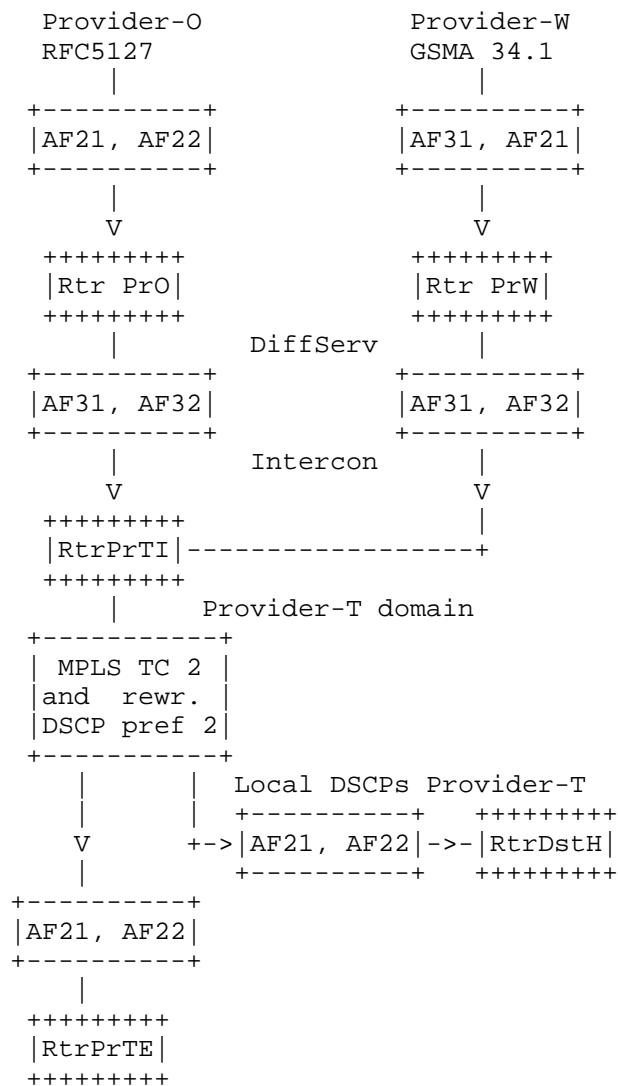 Provider-O Provider-W
RFC5127 GSMA 34.1
|AF21, AF22| |AF31, AF21|
|Rtr PrO| |Rtr PrW|
DiffServ
|AF31, AF32| |AF31, AF32|
Intercon
V V
|RtrPrTI|
Provider-T domain
| MPLS TC 2 |
|and rewr. |
|DSCP pref 2|
Local DSCPs Provider-T
V +->|AF21, AF22|->-|RtrDstH|
|AF21, AF22|
|RtrPrTE|